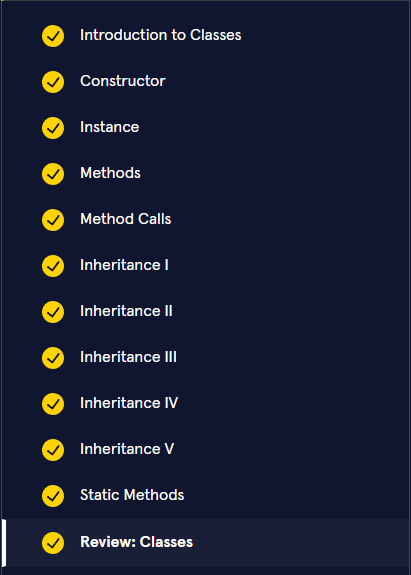 Introduction to Classes
Constructor
Instance
Methods
Method Calls
Inheritance I
Inheritance II
Inheritance III
Inheritance IV
Inheritance V
Static Methods
Review: Classes